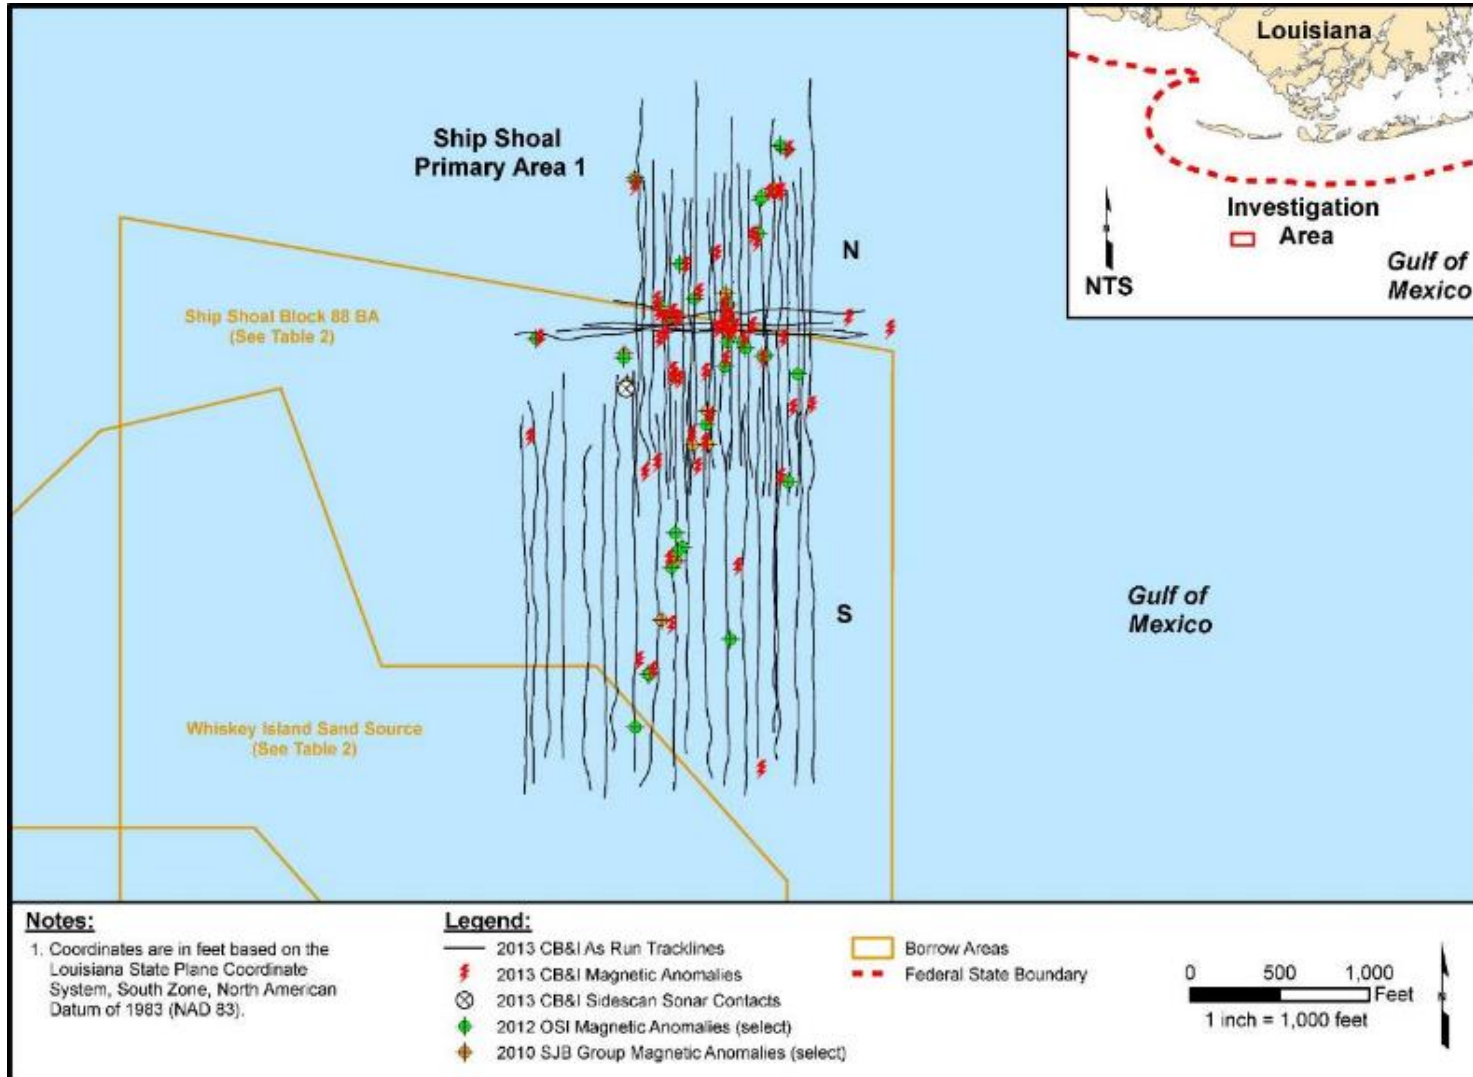 Ship Shoal
Primary Area 1
Ship Shoal Block 88 BA
(See Table 2)
Whiskey Island Sand Source
(See Table 2)
N
S
Gulf of
Mexico
Louisiana
Investigation
Area
Gulf of
Mexico
N
NTS
Notes:
1. Coordinates are in feet based on the
Louisiana State Plane Coordinate
System, South Zone, North American
Datum of 1983 (NAD 83).
Legend:
2013 CB&I As Run Tracklines
2013 CB&I Magnetic Anomalies
2013 CB&I Sidescan Sonar Contacts
2012 OSI Magnetic Anomalies (select)
2010 SJB Group Magnetic Anomalies (select)
Borrow Areas
Federal State Boundary
0 500 1,000
Feet
1 inch = 1,000 feet
N